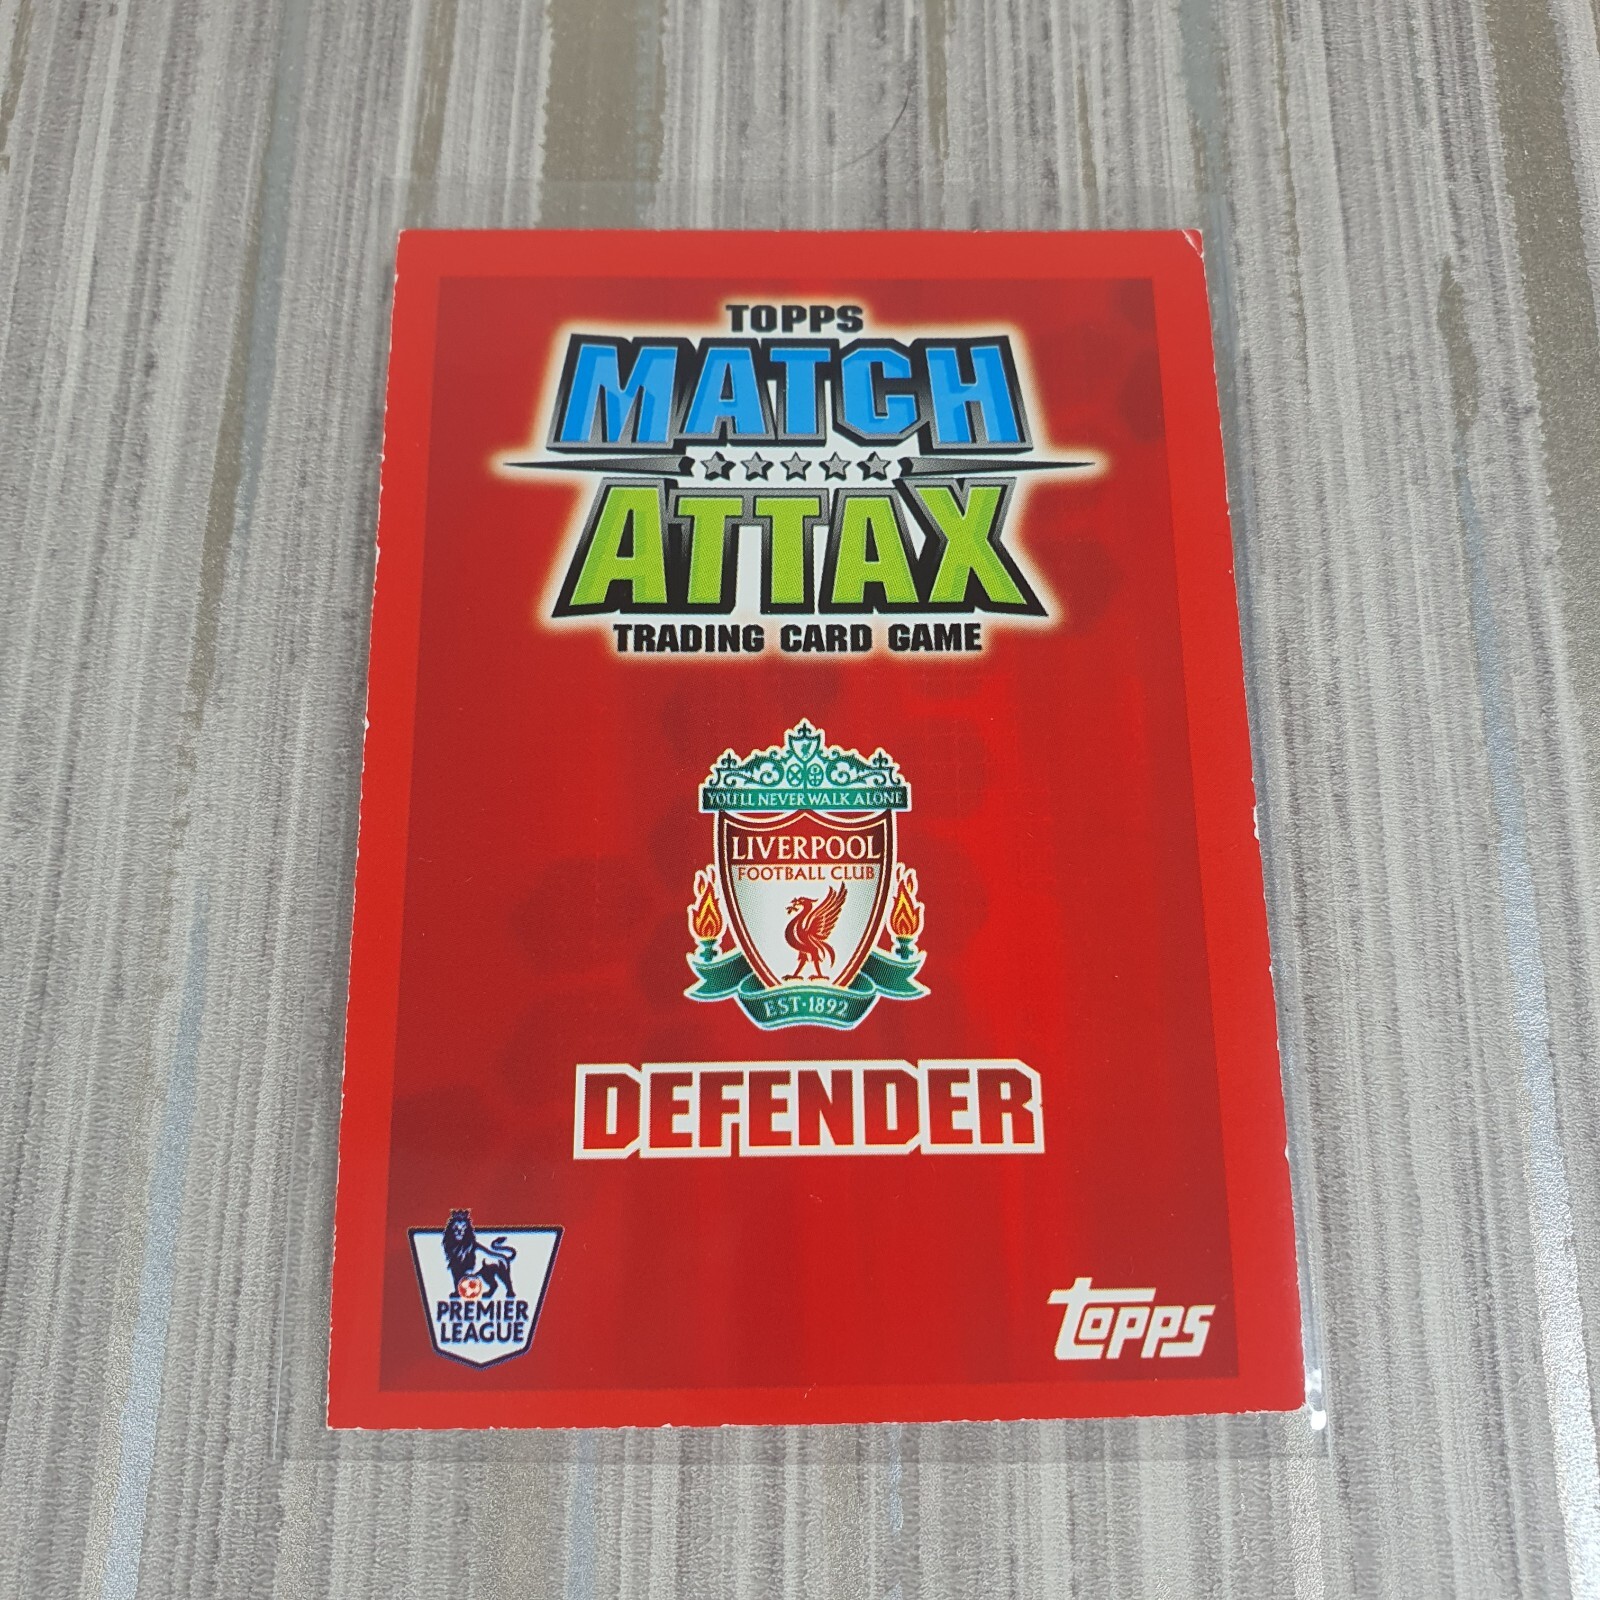 TOPPS
MATCH
ATTAX
TRADING CARD GAME
YOU'LL NEVER WALK ALONE
LIVERPOOL
FOOTBALL CLUB
EST·1892
DEFENDER
PREMIER
LEAGUE
TOPPS